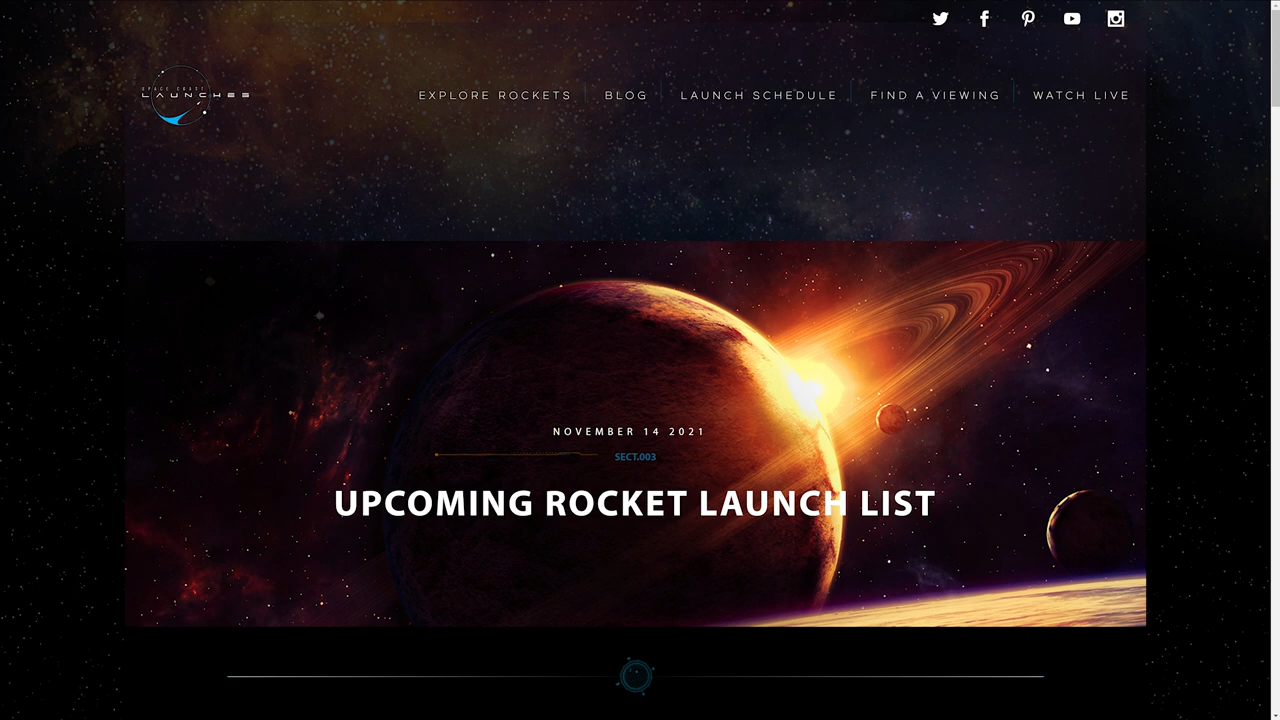 SPACE COAST
LAUNCHES
EXPLORE ROCKETS
BLOG
LAUNCH SCHEDULE
FIND A VIEWING
WATCH LIVE
NOVEMBER 14 2021
SECT.003
UPCOMING ROCKET LAUNCH LIST